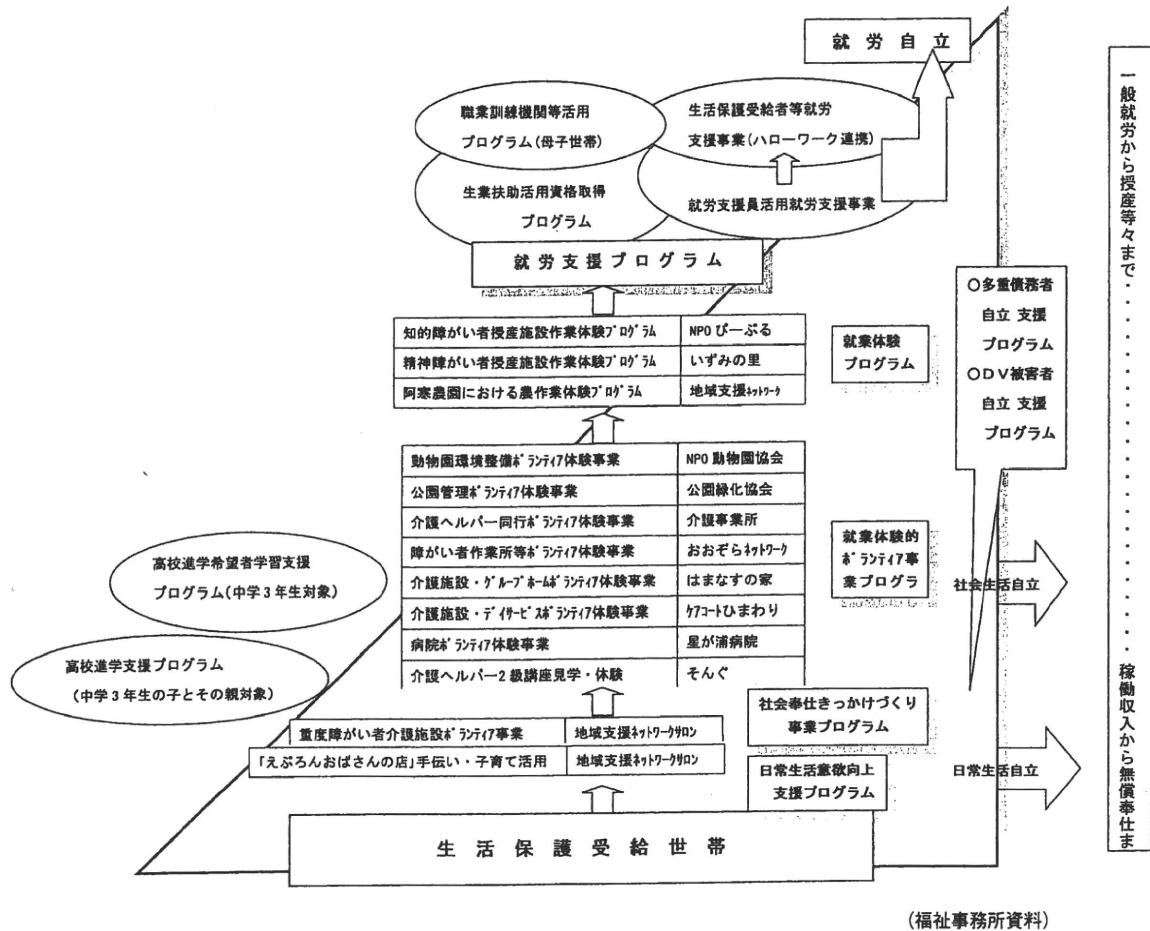 就労自立
職業訓練機関等活用
プログラム(母子世帯)
生活保護受給者等就労
支援事業(ハローワーク連携)
生業扶助活用資格取得
プログラム
就労支援員活用就労支援事業
就労支援プログラム
知的障がい者授産施設作業体験ﾌﾟﾛｸﾞﾗﾑ NPO ぴーぷる
精神障がい者授産施設作業体験ﾌﾟﾛｸﾞﾗﾑ いずみの里
阿寒農園における農作業体験ﾌﾟﾛｸﾞﾗﾑ 地域支援ﾈｯﾄﾜｰｸ
就業体験
プログラム
動物園環境整備ﾎﾞﾗﾝﾃｨｱ体験事業 NPO 動物園協会
公園管理ﾎﾞﾗﾝﾃｨｱ体験事業 公園緑化協会
介護ヘルパー同行ﾎﾞﾗﾝﾃｨｱ体験事業 介護事業所
障がい者作業所等ﾎﾞﾗﾝﾃｨｱ体験事業 おおぞらﾈｯﾄﾜｰｸ
介護施設・ｸﾞﾙｰﾌﾟﾎｰﾑﾎﾞﾗﾝﾃｨｱ体験事業 はまなすの家
介護施設・ﾃﾞｲｻｰﾋﾞｽﾎﾞﾗﾝﾃｨｱ体験事業 ｹｱｺｰﾄひまわり
病院ﾎﾞﾗﾝﾃｨｱ体験事業 星が浦病院
介護ヘルパー2級講座見学・体験 そんぐ
就業体験的
ﾎﾞﾗﾝﾃｨｱ事
業プログラ
高校進学希望者学習支援
プログラム(中学3年生対象)
高校進学支援プログラム
(中学3年生の子とその親対象)
重度障がい者介護施設ﾎﾞﾗﾝﾃｨｱ事業 地域支援ﾈｯﾄﾜｰｸｻﾛﾝ
「えぷろんおばさんの店」手伝い・子育て活用 地域支援ﾈｯﾄﾜｰｸｻﾛﾝ
社会奉仕きっかけづくり
事業プログラム
日常生活意欲向上
支援プログラム
生活保護受給世帯
○多重債務者
自立 支援
プログラム
○DV被害者
自立 支援
プログラム
社会生活自立
日常生活自立
一般就労から授産等々まで・・・・・・・・・・・・・・・・・・・・・稼働収入から無償奉仕ま
(福祉事務所資料)